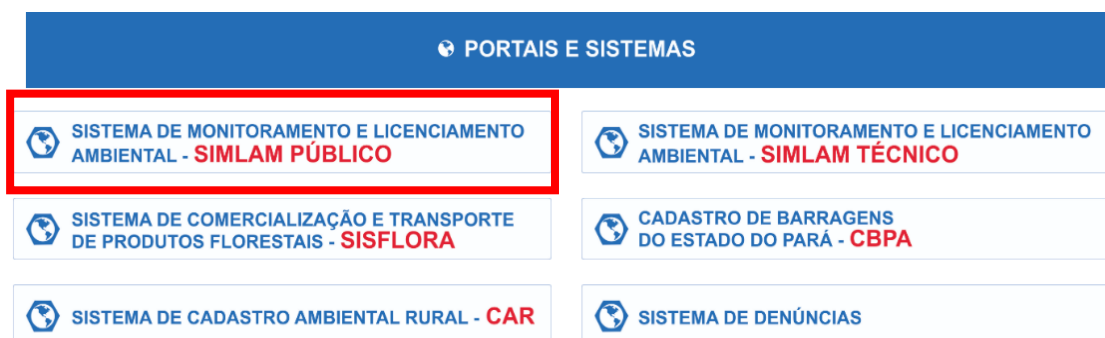 PORTAIS E SISTEMAS
SISTEMA DE MONITORAMENTO E LICENCIAMENTO
AMBIENTAL - SIMLAM PÚBLICO
SISTEMA DE MONITORAMENTO E LICENCIAMENTO
AMBIENTAL - SIMLAM TÉCNICO
SISTEMA DE COMERCIALIZAÇÃO E TRANSPORTE
DE PRODUTOS FLORESTAIS - SISFLORA
CADASTRO DE BARRAGENS
DO ESTADO DO PARÁ - CBPA
SISTEMA DE CADASTRO AMBIENTAL RURAL - CAR
SISTEMA DE DENÚNCIAS